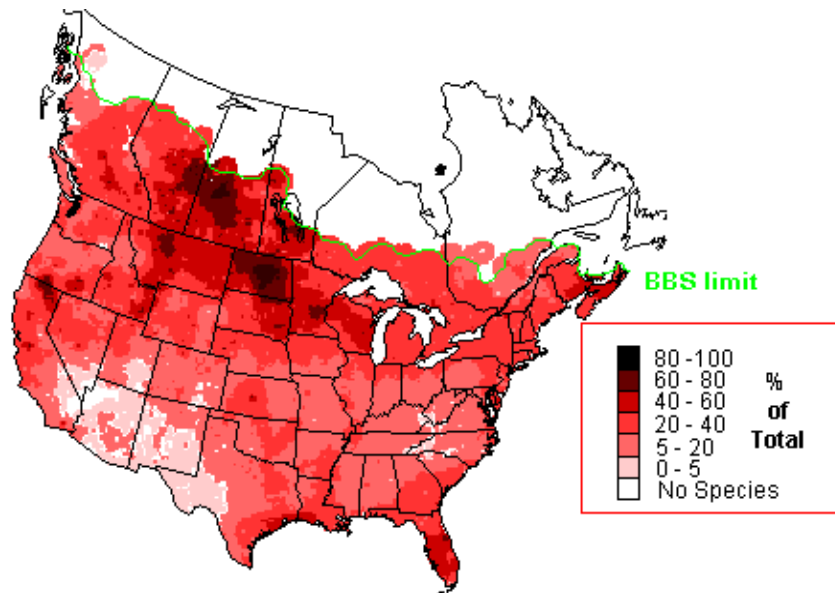 BBS limit
80 -100
60 - 80
40 - 60
20 - 40
5 - 20
0 - 5
No Species
%
of
Total